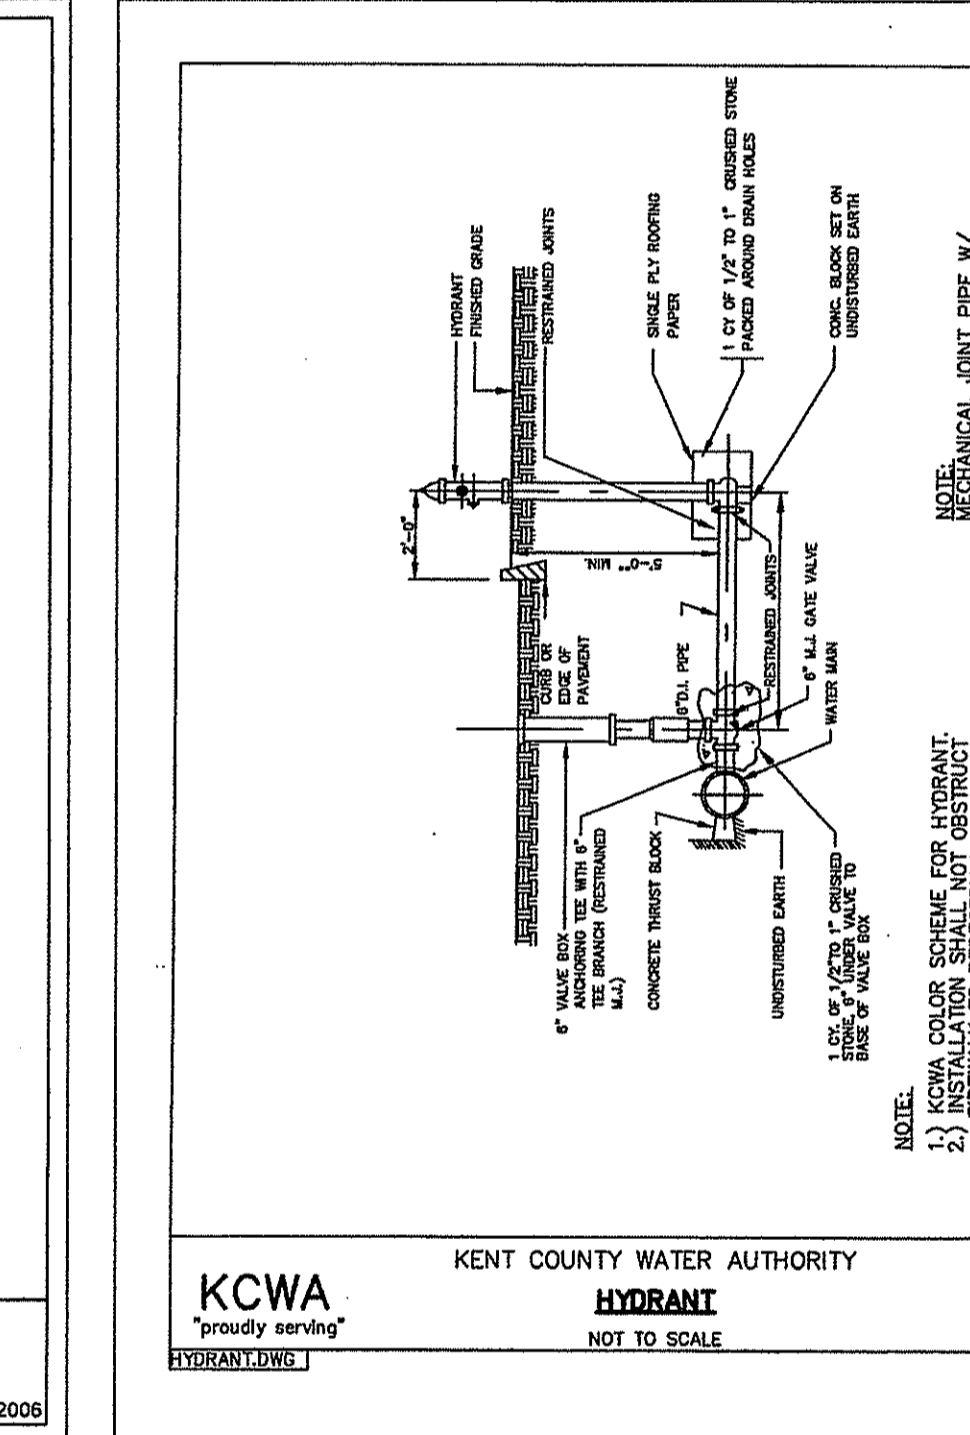 HYDRANT
FINISHED GRADE
RESTRAINED JOINTS
SINGLE PLY ROOFING
PAPER
1 CY OF 1/2" TO 1" CRUSHED STONE
PACKED AROUND DRAIN HOLES
CONC. BLOCK SET ON
UNDISTURBED EARTH
2'-0"
5'-0" MIN.
CURB OR
EDGE OF
PAVEMENT
6"D.I. PIPE
RESTRAINED JOINTS
6" M.J. GATE VALVE
WATER MAIN
6" VALVE BOX
ANCHORING TEE WITH 6"
TEE BRANCH (RESTRAINED
M.J.)
CONCRETE THRUST BLOCK
UNDISTURBED EARTH
1 CY. OF 1/2"TO 1" CRUSHED
STONE, 6" UNDER VALVE TO
BASE OF VALVE BOX
NOTE:
MECHANICAL JOINT PIPE W/
NOTE:
1.) KCWA COLOR SCHEME FOR HYDRANT.
2.) INSTALLATION SHALL NOT OBSTRUCT
KCWA
"proudly serving"
KENT COUNTY WATER AUTHORITY
HYDRANT
NOT TO SCALE
HYDRANT.DWG
2006